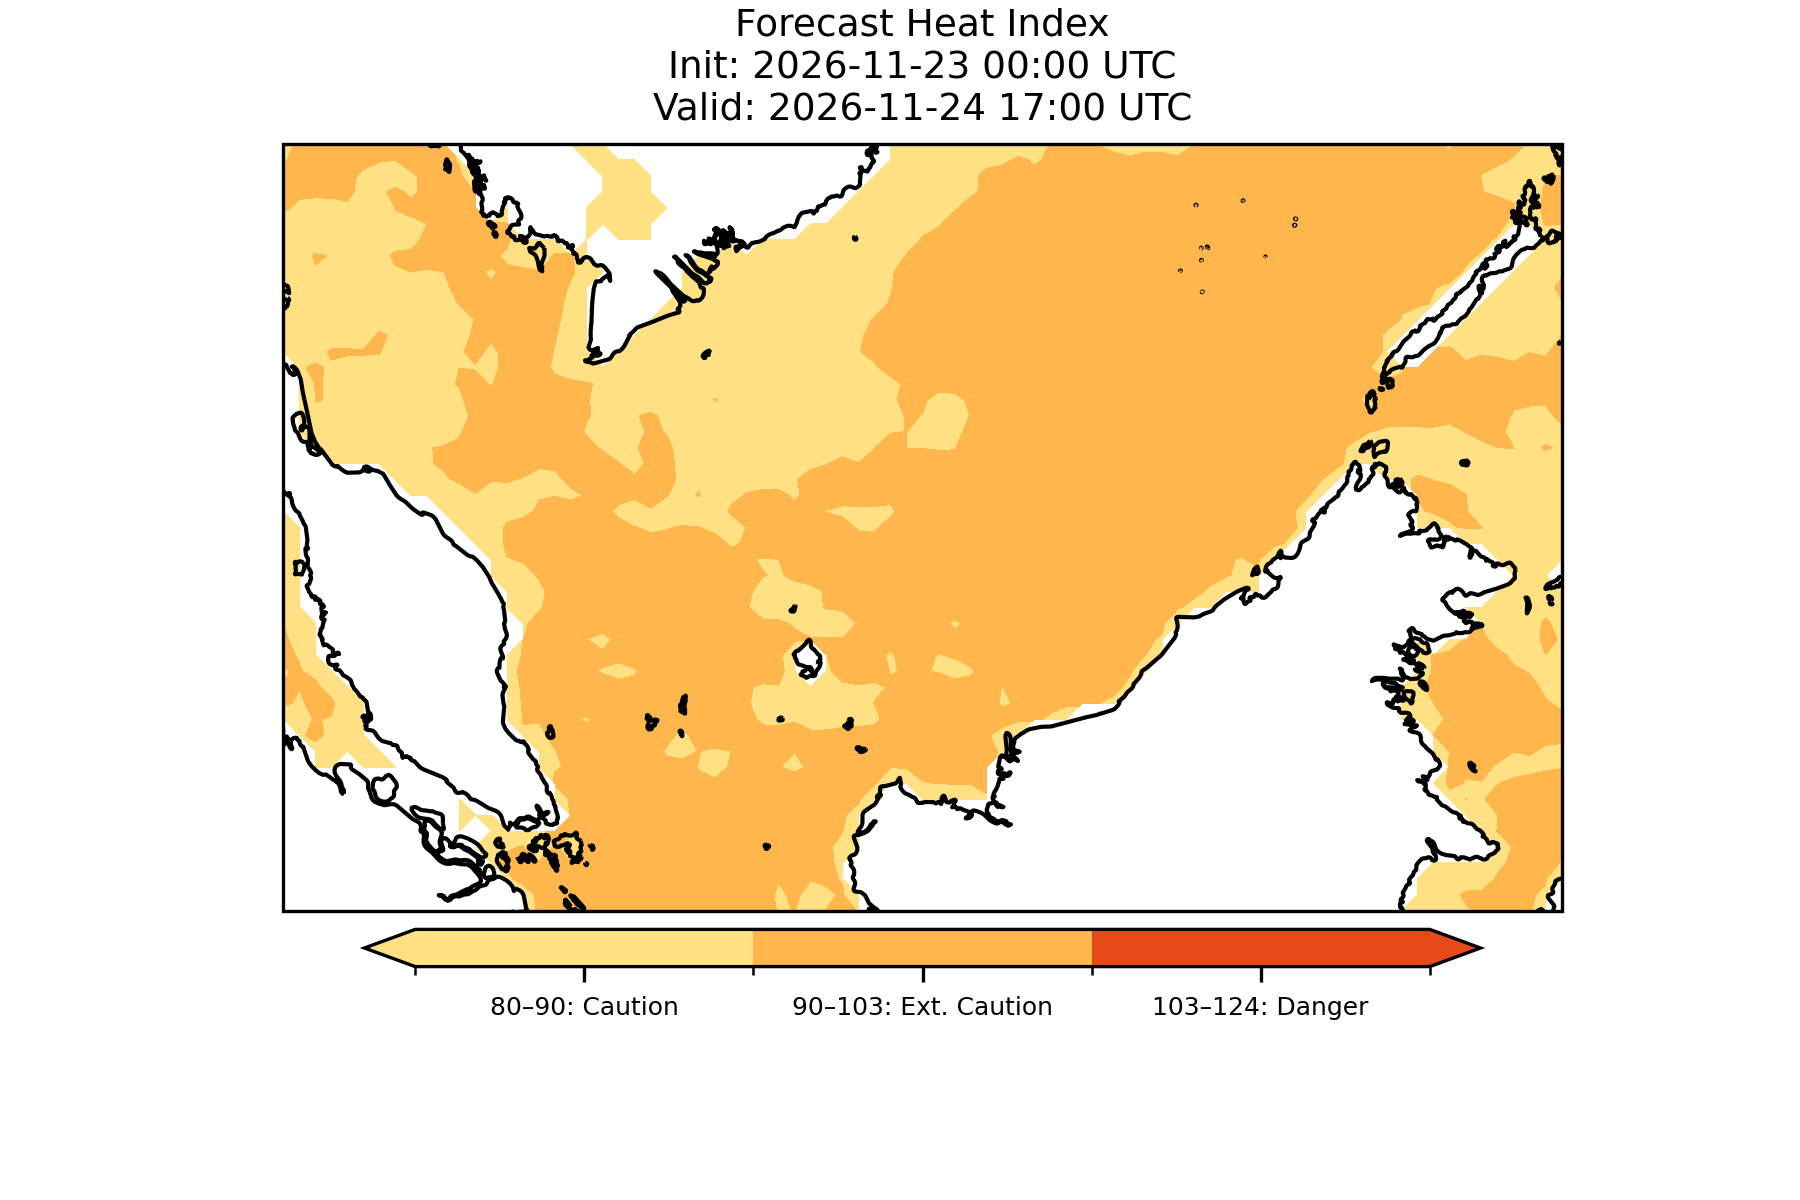 Forecast Heat Index
Init: 2026-11-23 00:00 UTC
Valid: 2026-11-24 17:00 UTC
80–90: Caution
90–103: Ext. Caution
103–124: Danger